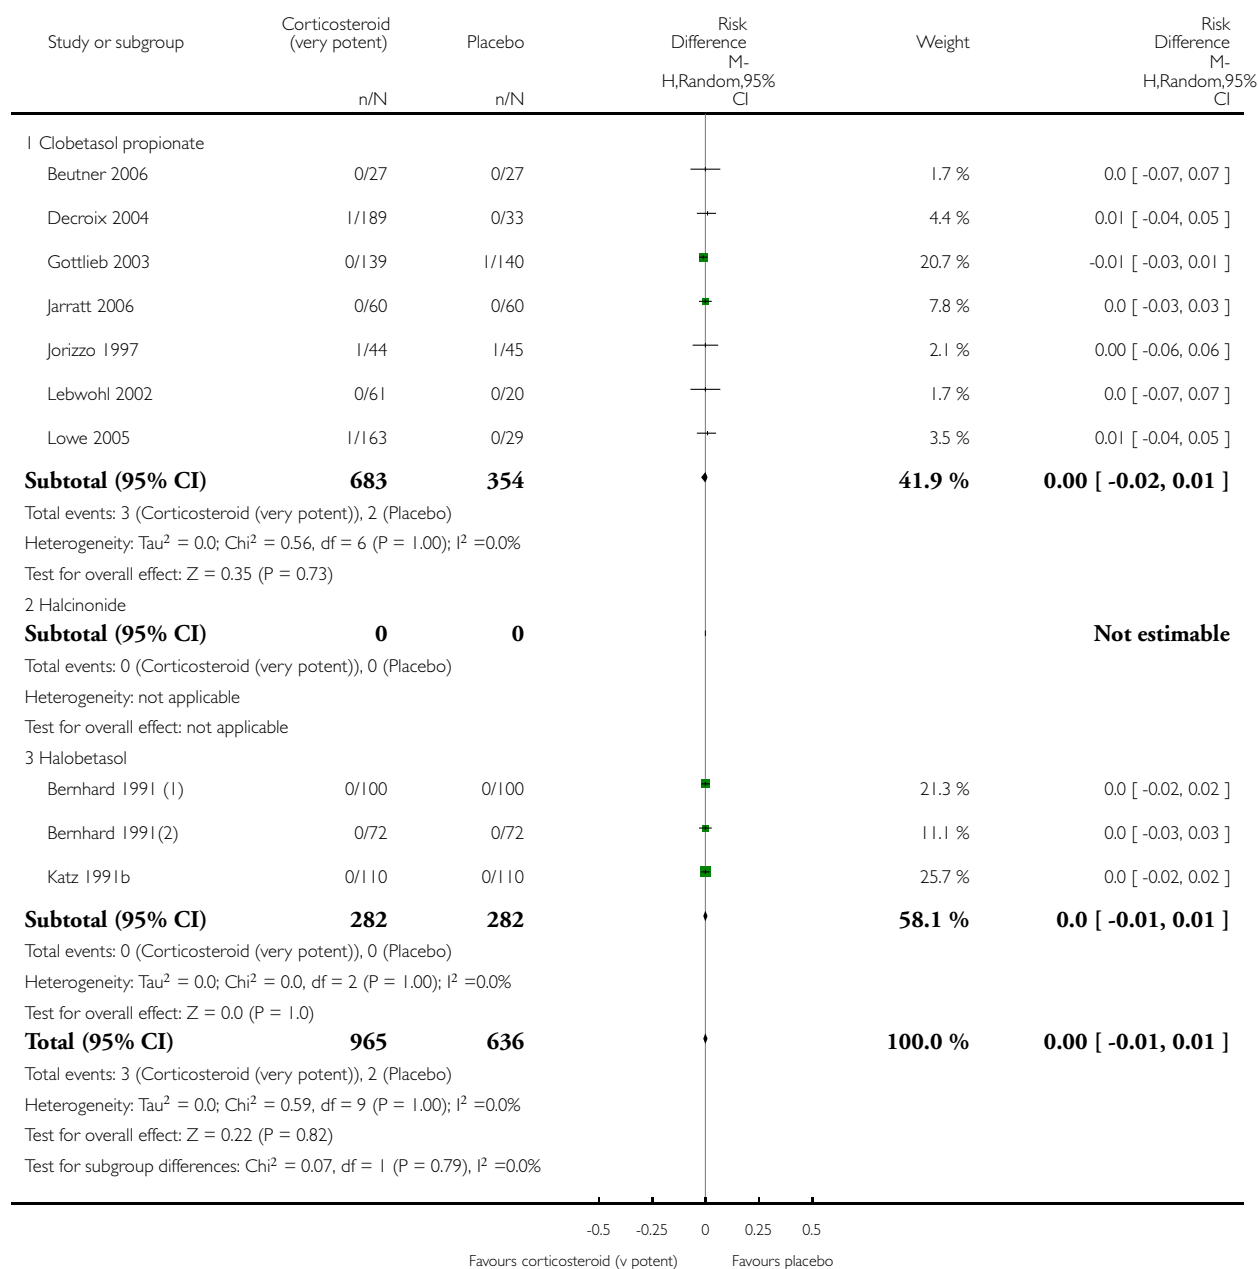 Study or subgroup Corticosteroid (very potent) Placebo Risk Difference M-H,Random,95% CI Weight Risk Difference M-H,Random,95% CI
n/N n/N
1 Clobetasol propionate
Beutner 2006 0/27 0/27 1.7 % 0.0 [ -0.07, 0.07 ]
Decroix 2004 1/189 0/33 4.4 % 0.01 [ -0.04, 0.05 ]
Gottlieb 2003 0/139 1/140 20.7 % -0.01 [ -0.03, 0.01 ]
Jarratt 2006 0/60 0/60 7.8 % 0.0 [ -0.03, 0.03 ]
Jorizzo 1997 1/44 1/45 2.1 % 0.00 [ -0.06, 0.06 ]
Lebwohl 2002 0/61 0/20 1.7 % 0.0 [ -0.07, 0.07 ]
Lowe 2005 1/163 0/29 3.5 % 0.01 [ -0.04, 0.05 ]
Subtotal (95% CI) 683 354 41.9 % 0.00 [ -0.02, 0.01 ]
Total events: 3 (Corticosteroid (very potent)), 2 (Placebo)
Heterogeneity: Tau² = 0.0; Chi² = 0.56, df = 6 (P = 1.00); I² =0.0%
Test for overall effect: Z = 0.35 (P = 0.73)
2 Halcinonide
Subtotal (95% CI) 0 0 Not estimable
Total events: 0 (Corticosteroid (very potent)), 0 (Placebo)
Heterogeneity: not applicable
Test for overall effect: not applicable
3 Halobetasol
Bernhard 1991 (1) 0/100 0/100 21.3 % 0.0 [ -0.02, 0.02 ]
Bernhard 1991(2) 0/72 0/72 11.1 % 0.0 [ -0.03, 0.03 ]
Katz 1991b 0/110 0/110 25.7 % 0.0 [ -0.02, 0.02 ]
Subtotal (95% CI) 282 282 58.1 % 0.0 [ -0.01, 0.01 ]
Total events: 0 (Corticosteroid (very potent)), 0 (Placebo)
Heterogeneity: Tau² = 0.0; Chi² = 0.0, df = 2 (P = 1.00); I² =0.0%
Test for overall effect: Z = 0.0 (P = 1.0)
Total (95% CI) 965 636 100.0 % 0.00 [ -0.01, 0.01 ]
Total events: 3 (Corticosteroid (very potent)), 2 (Placebo)
Heterogeneity: Tau² = 0.0; Chi² = 0.59, df = 9 (P = 1.00); I² =0.0%
Test for overall effect: Z = 0.22 (P = 0.82)
Test for subgroup differences: Chi² = 0.07, df = 1 (P = 0.79), I² =0.0%
-0.5 -0.25 0 0.25 0.5
Favours corticosteroid (v potent) Favours placebo